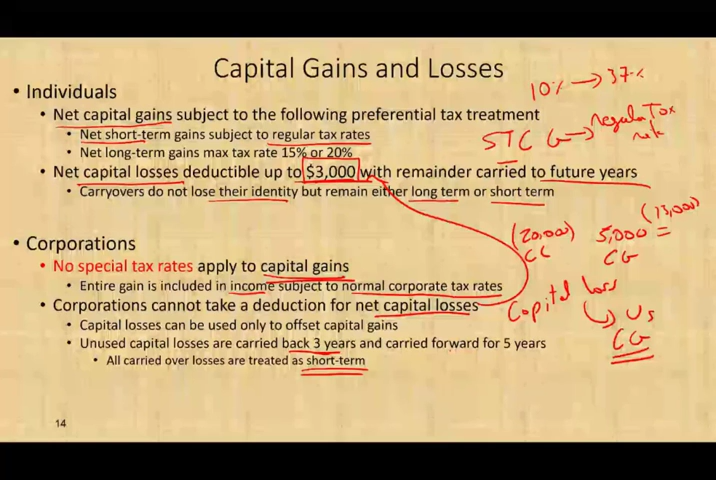 Capital Gains and Losses
10% → 37%
• Individuals
• Net capital gains subject to the following preferential tax treatment
• Net short-term gains subject to regular tax rates
STC G → regular Tax
rate
• Net long-term gains max tax rate 15% or 20%
• Net capital losses deductible up to $3,000 with remainder carried to future years
• Carryovers do not lose their identity but remain either long term or short term
(20,000) 5,000 = (15,000)
CL CG
• Corporations
• No special tax rates apply to capital gains
• Entire gain is included in income subject to normal corporate tax rates
Capital loss
• Corporations cannot take a deduction for net capital losses
• Capital losses can be used only to offset capital gains
↳ Us
CG
• Unused capital losses are carried back 3 years and carried forward for 5 years
• All carried over losses are treated as short-term
14